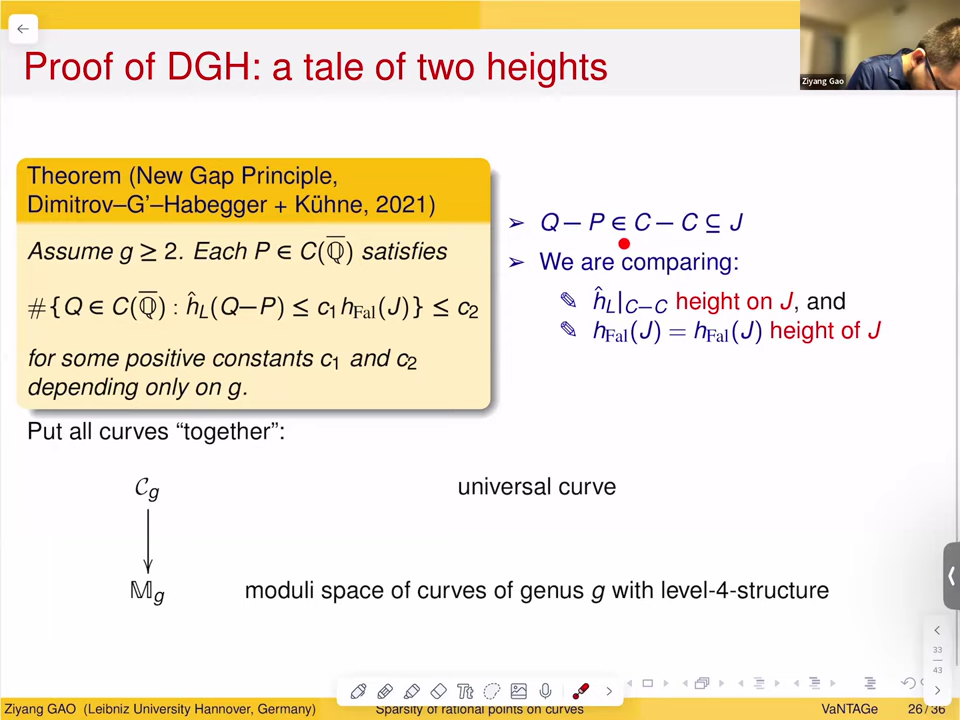 Proof of DGH: a tale of two heights
Ziyang Gao
Theorem (New Gap Principle,
Dimitrov–G'–Habegger + Kühne, 2021)
Assume g ≥ 2. Each P ∈ C(ℚ̅) satisfies
#{Q ∈ C(ℚ̅) : ĥ_L(Q−P) ≤ c₁h_Fal(J)} ≤ c₂
for some positive constants c₁ and c₂
depending only on g.
➢ Q − P ∈ C − C ⊆ J
➢ We are comparing:
✎ ĥ_L|_{C−C} height on J, and
✎ h_Fal(J) = h_Fal(J) height of J
Put all curves “together”:
𝒞_g universal curve
𝕄_g moduli space of curves of genus g with level-4-structure
33
43
Tt
Ziyang GAO (Leibniz University Hannover, Germany) Sparsity of rational points on curves VaNTAGe 26 / 36